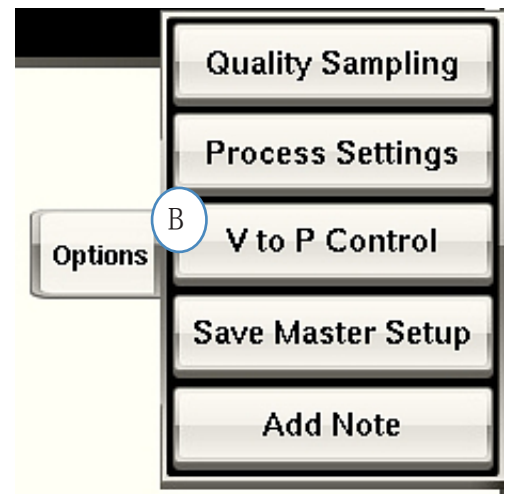 Quality Sampling
Process Settings
B
V to P Control
Options
Save Master Setup
Add Note